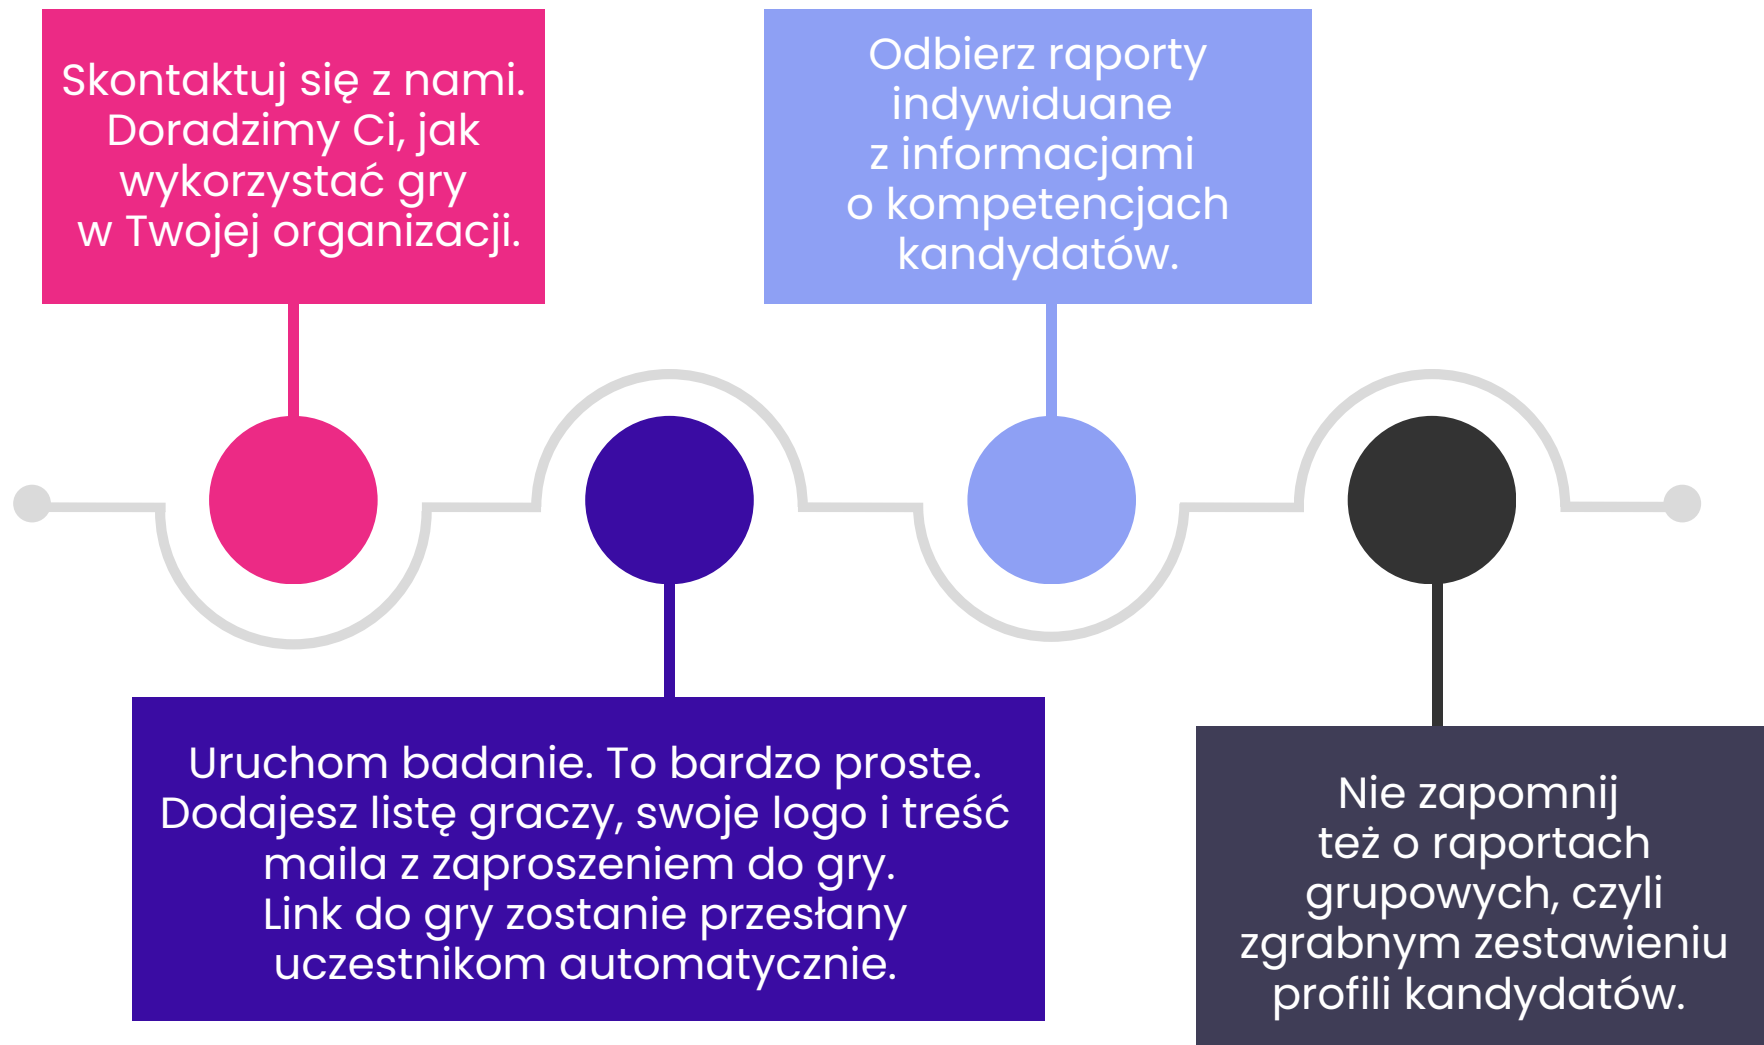 Skontaktuj się z nami.
Doradzimy Ci, jak
wykorzystać gry
w Twojej organizacji.
Uruchom badanie. To bardzo proste.
Dodajesz listę graczy, swoje logo i treść
maila z zaproszeniem do gry.
Link do gry zostanie przesłany
uczestnikom automatycznie.
Odbierz raporty
indywiduane
z informacjami
o kompetencjach
kandydatów.
Nie zapomnij
też o raportach
grupowych, czyli
zgrabnym zestawieniu
profili kandydatów.